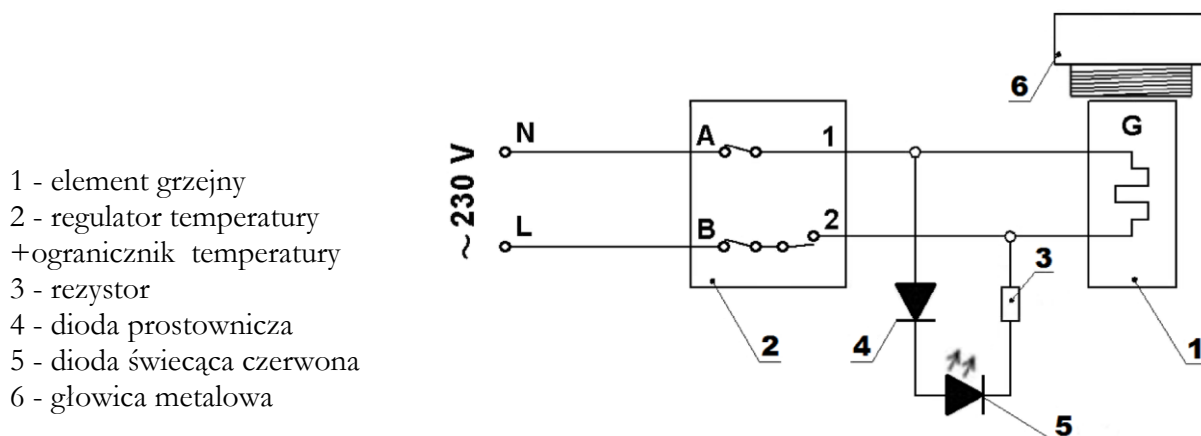 1 - element grzejny
2 - regulator temperatury
+ogranicznik temperatury
3 - rezystor
4 - dioda prostownicza
5 - dioda świecąca czerwona
6 - głowica metalowa
~ 230 V
N
L
A
1
B
2
2
4
5
3
6
G
1